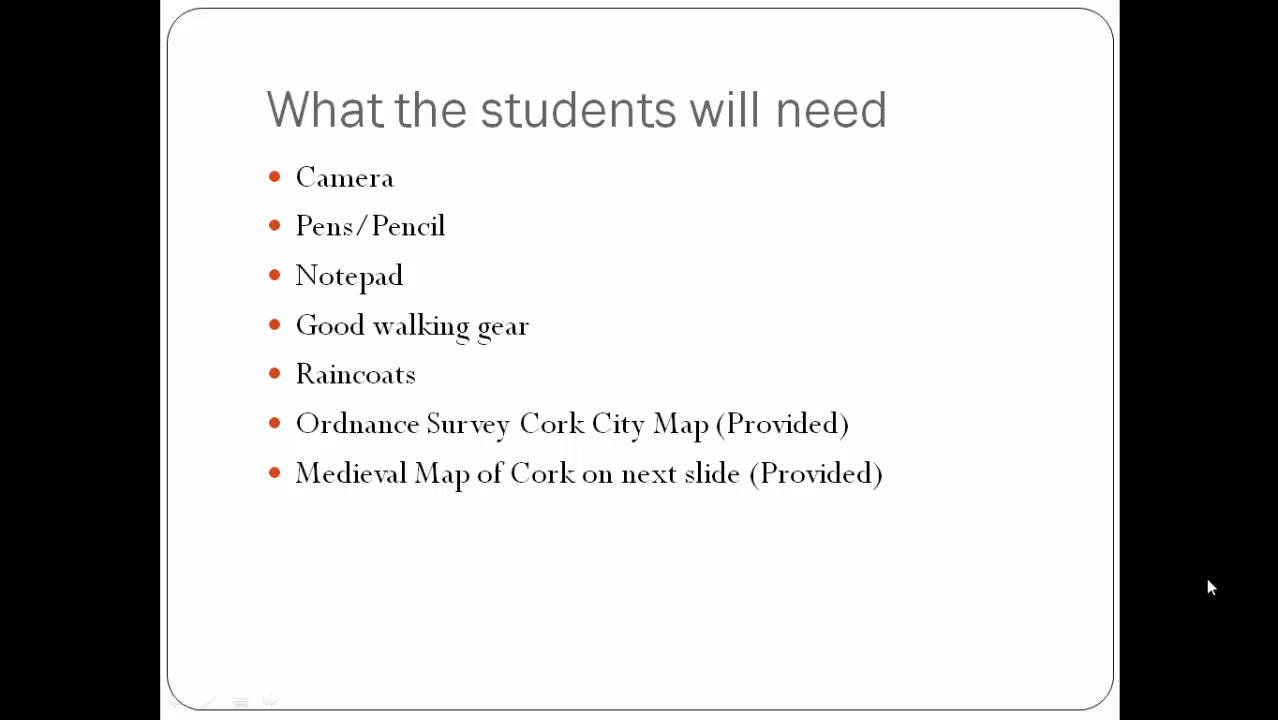 What the students will need
Camera
Pens/Pencil
Notepad
Good walking gear
Raincoats
Ordnance Survey Cork City Map (Provided)
Medieval Map of Cork on next slide (Provided)